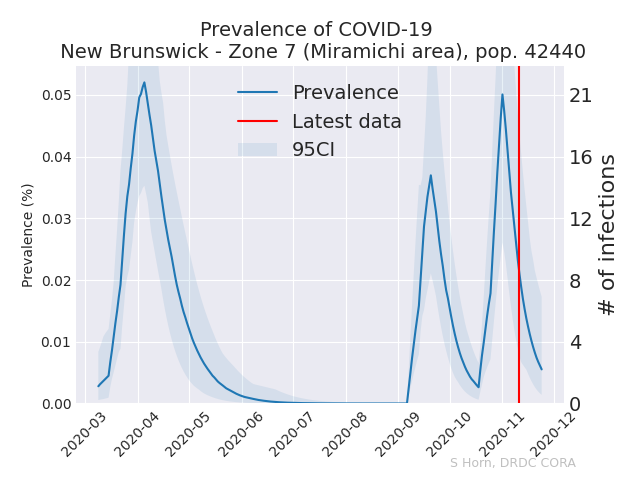 Prevalence of COVID-19
New Brunswick - Zone 7 (Miramichi area), pop. 42440
Prevalence
Latest data
95CI
Prevalence (%)
0.05
0.04
0.03
0.02
0.01
0.00
21
16
12
8
4
0
# of infections
2020-03
2020-04
2020-05
2020-06
2020-07
2020-08
2020-09
2020-10
2020-11
2020-12
S Horn, DRDC CORA